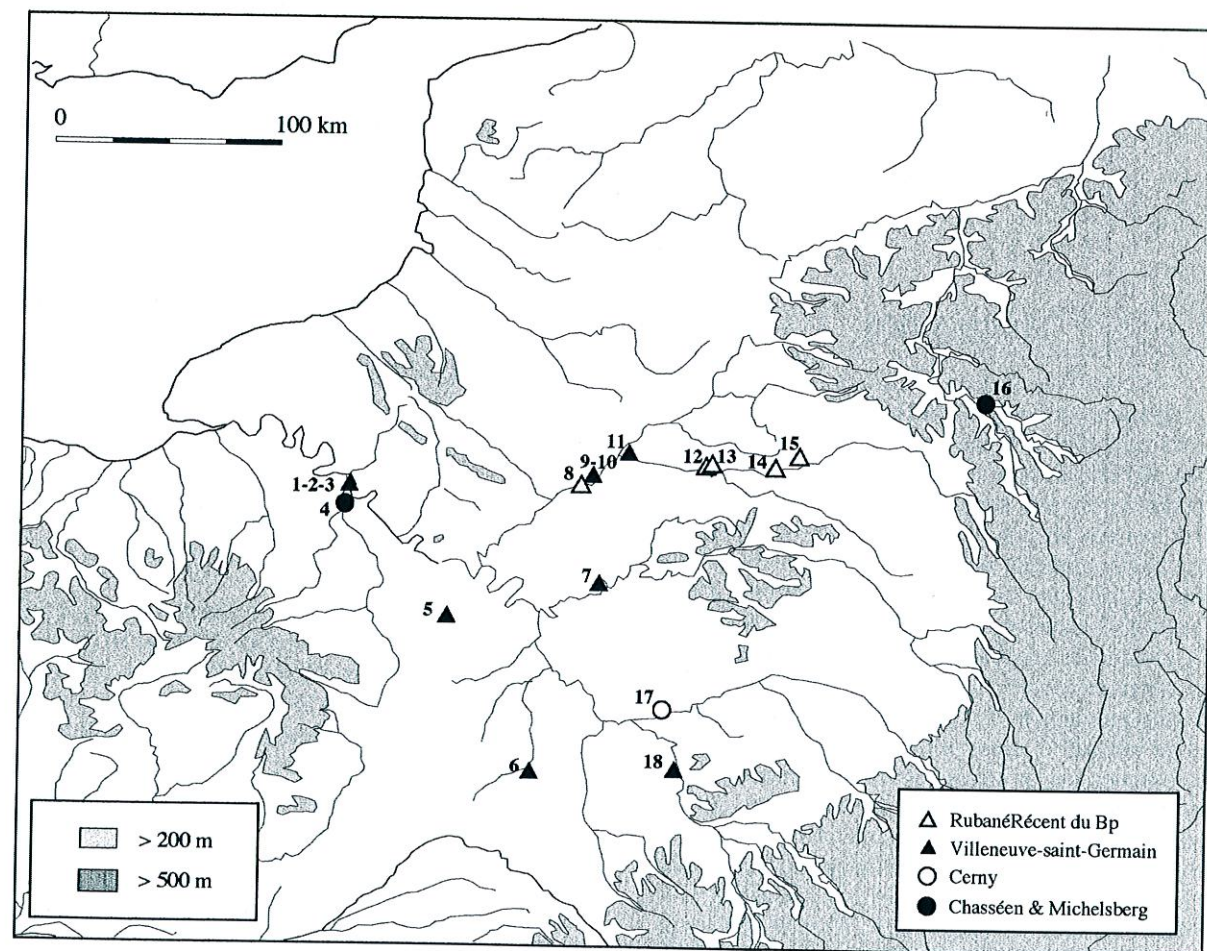 0
100 km
16
11
9-10
12
13
15
14
8
1-2-3
4
7
5
17
6
18
> 200 m
> 500 m
RubanéRécent du Bp
Villeneuve-saint-Germain
Cerny
Chasséen & Michelsberg